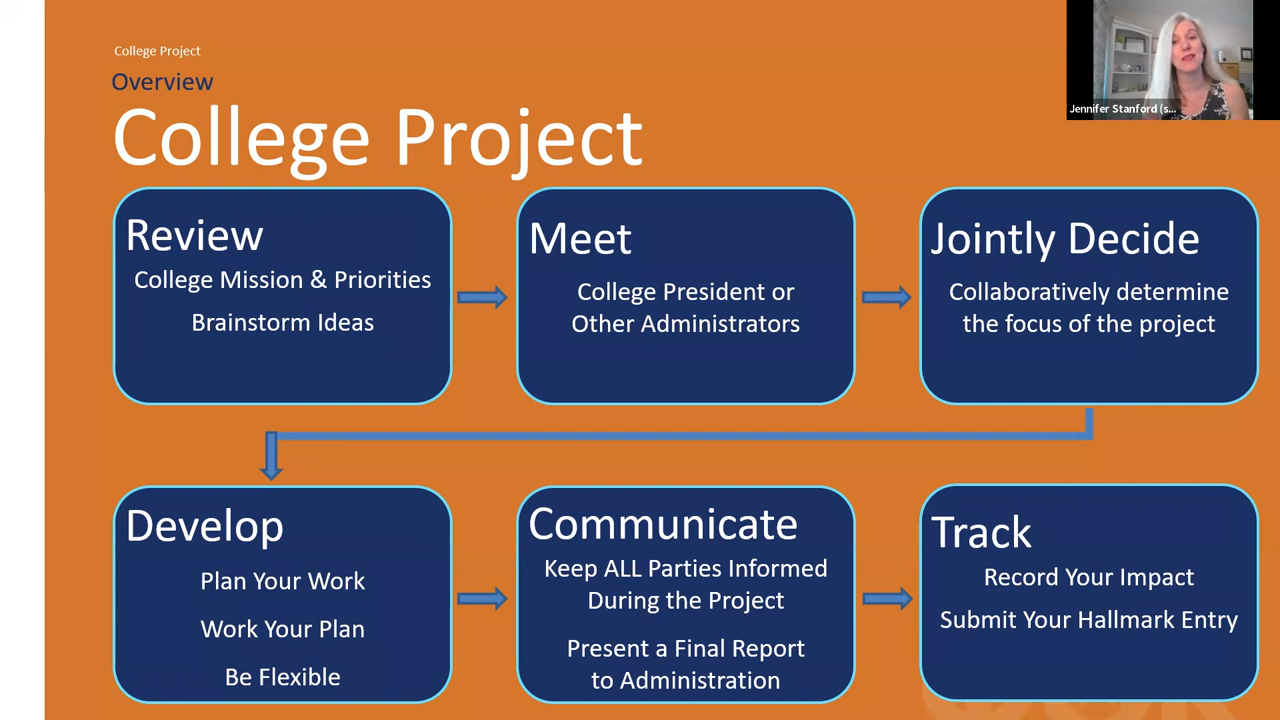 College Project
Overview
College Project
Jennifer Stanford (s...
Review
College Mission & Priorities
Brainstorm Ideas
Meet
College President or
Other Administrators
Jointly Decide
Collaboratively determine
the focus of the project
Develop
Plan Your Work
Work Your Plan
Be Flexible
Communicate
Keep ALL Parties Informed
During the Project
Present a Final Report
to Administration
Track
Record Your Impact
Submit Your Hallmark Entry